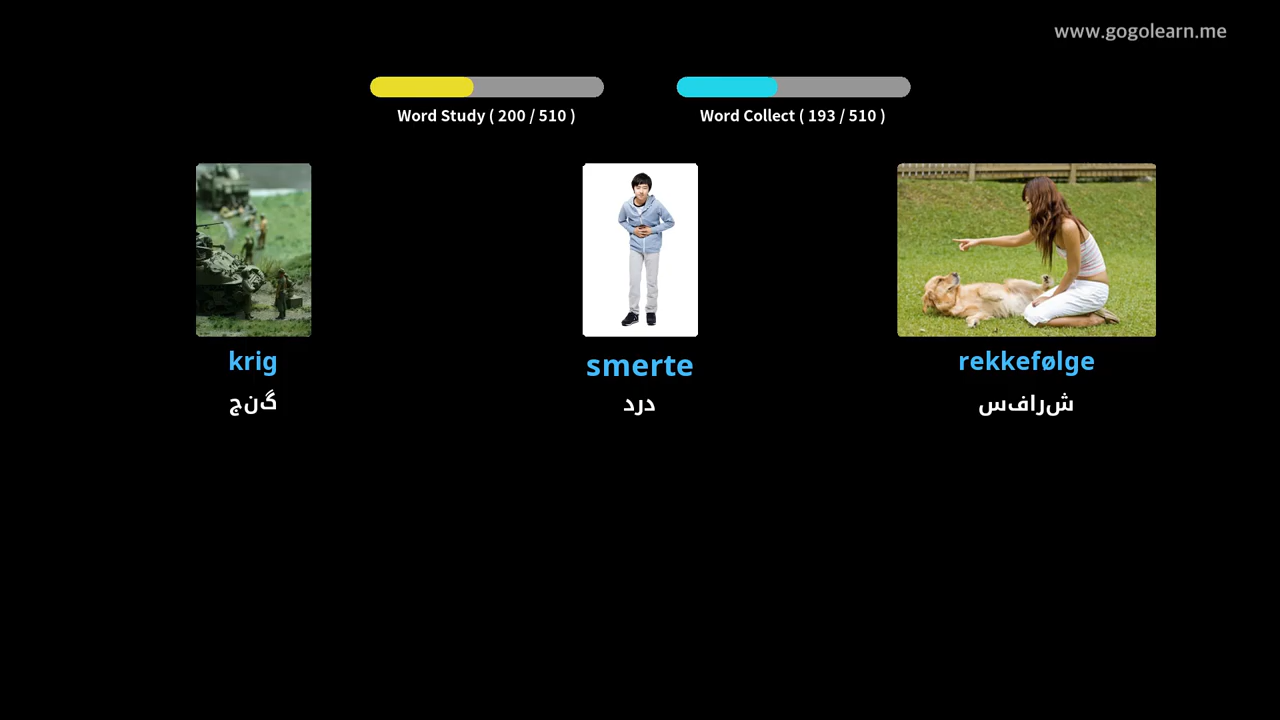 www.gogolearn.me
Word Study ( 200 / 510 )
Word Collect ( 193 / 510 )
krig
گنج
smerte
درد
rekkefølge
شرافس